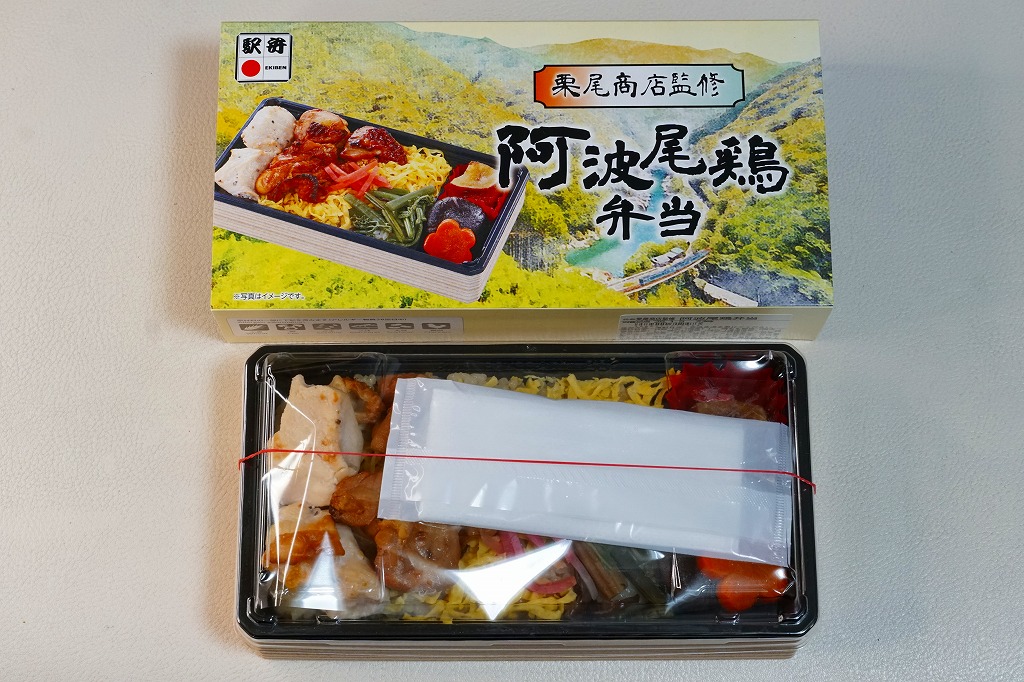 駅弁
EKIBEN
栗尾商店監修
阿波尾鶏
弁当
※写真はイメージです。